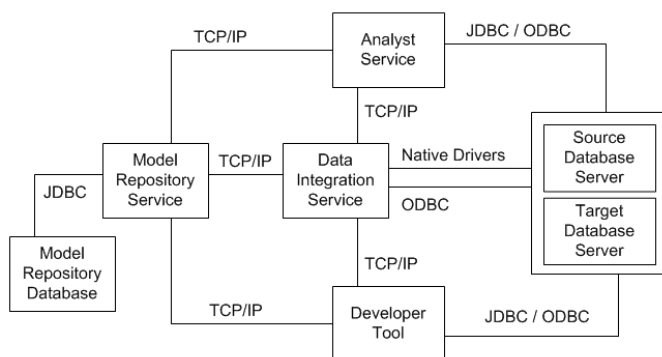 TCP/IP
Analyst
Service
JDBC / ODBC
TCP/IP
Model
Repository
Service
TCP/IP
Data
Integration
Service
Native Drivers
ODBC
Source
Database
Server
Target
Database
Server
JDBC
Model
Repository
Database
TCP/IP
TCP/IP
Developer
Tool
JDBC / ODBC